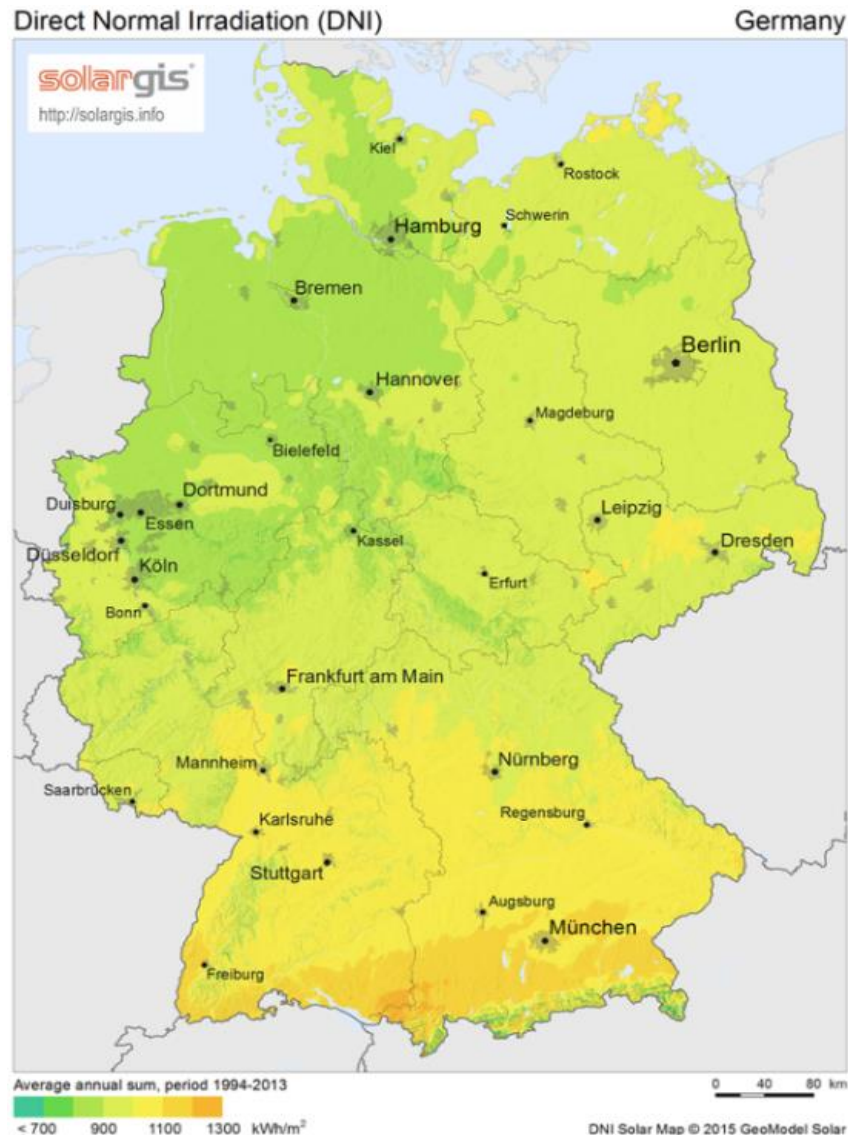 Direct Normal Irradiation (DNI)
Germany
solargis
http://solargis.info
Kiel
Rostock
Hamburg
Schwerin
Bremen
Berlin
Hannover
Magdeburg
Bielefeld
Dortmund
Duisburg
Essen
Leipzig
Kassel
Dresden
Düsseldorf
Köln
Erfurt
Bonn
Frankfurt am Main
Mannheim
Nürnberg
Saarbrücken
Regensburg
Karlsruhe
Stuttgart
Augsburg
München
Freiburg
Average annual sum, period 1994-2013
0 40 80 km
< 700 900 1100 1300 kWh/m²
DNI Solar Map © 2015 GeoModel Solar